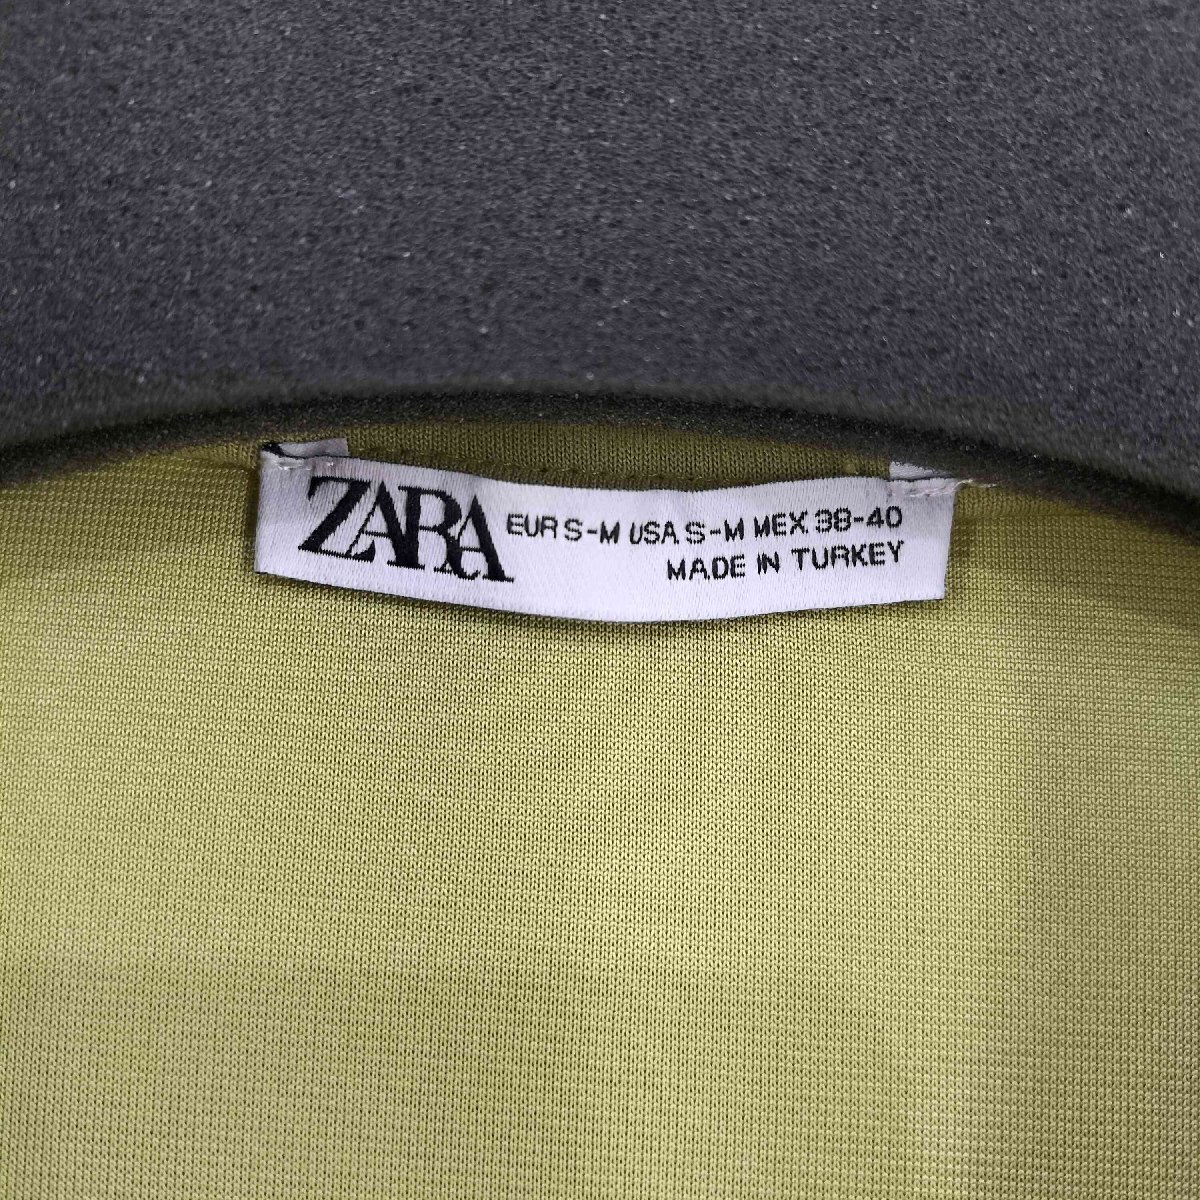 ZARA EUR S-M USA S-M MEX 38-40
MADE IN TURKEY